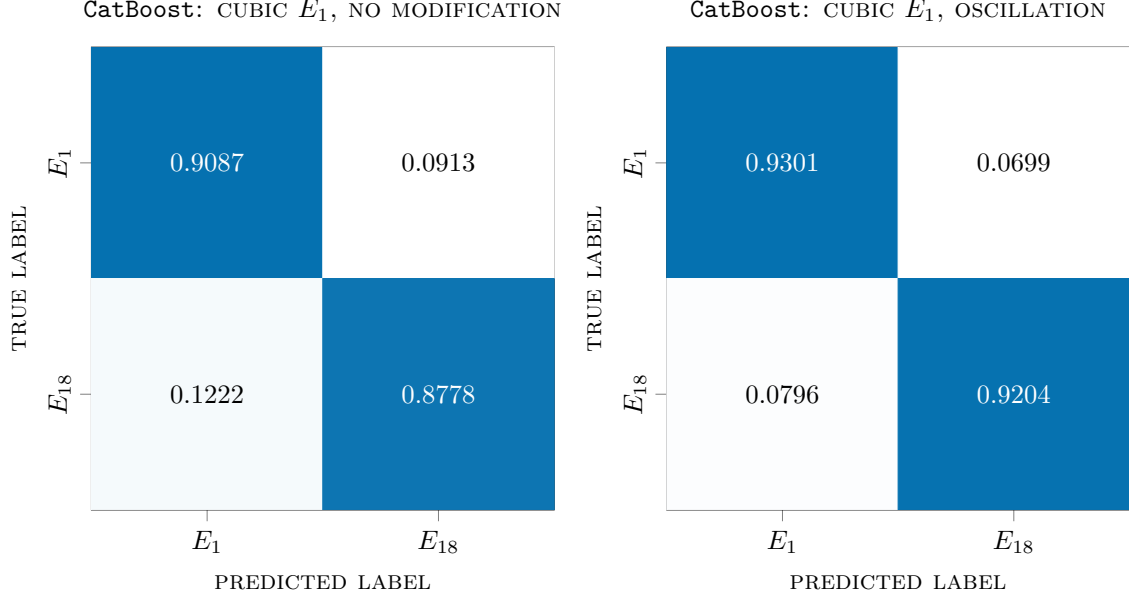 CatBoost: CUBIC E₁, NO MODIFICATION
TRUE LABEL
E₁
0.9087 0.0913
E₁₈
0.1222 0.8778
E₁ E₁₈
PREDICTED LABEL
CatBoost: CUBIC E₁, OSCILLATION
TRUE LABEL
E₁
0.9301 0.0699
E₁₈
0.0796 0.9204
E₁ E₁₈
PREDICTED LABEL